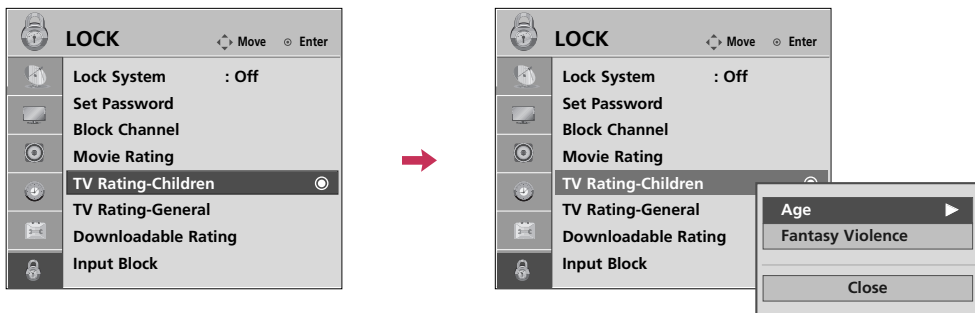 LOCK Move Enter
Lock System : Off
Set Password
Block Channel
Movie Rating
TV Rating-Children
TV Rating-General
Downloadable Rating
Input Block
LOCK Move Enter
Lock System : Off
Set Password
Block Channel
Movie Rating
TV Rating-Children
TV Rating-General
Downloadable Rating
Input Block
Age
Fantasy Violence
Close